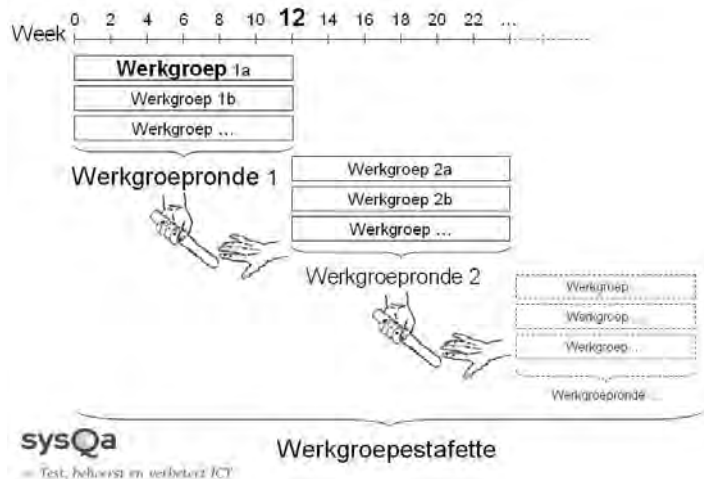 Week 0 2 4 6 8 10 12 14 16 18 20 22 ...
Werkgroep 1a
Werkgroep 1b
Werkgroep ...
Werkgroepronde 1
Werkgroep 2a
Werkgroep 2b
Werkgroep ...
Werkgroepronde 2
Werkgroep ...
Werkgroep ...
Werkgroep ...
Werkgroepronde ...
Werkgroepestafette
sysQa
Test, beheerst en verbetert ICT